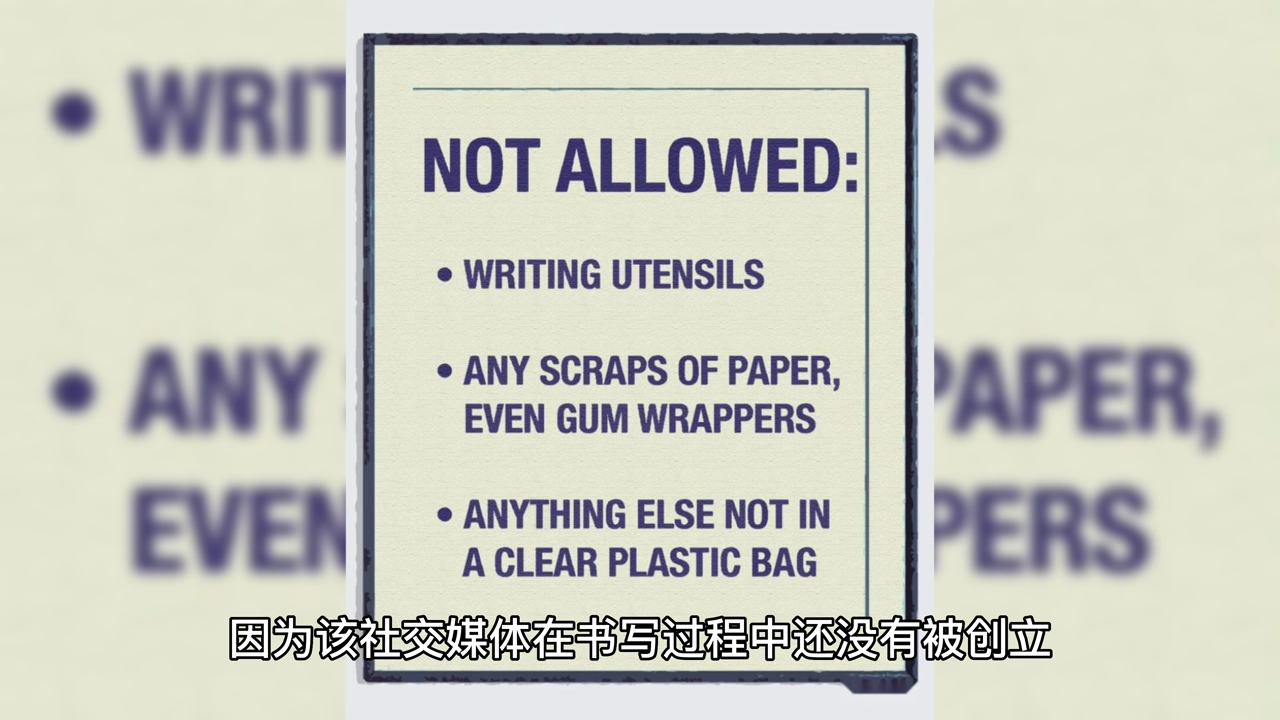 NOT ALLOWED:
• WRITING UTENSILS
• ANY SCRAPS OF PAPER,
EVEN GUM WRAPPERS
• ANYTHING ELSE NOT IN
A CLEAR PLASTIC BAG
因为该社交媒体在书写过程中还没有被创立